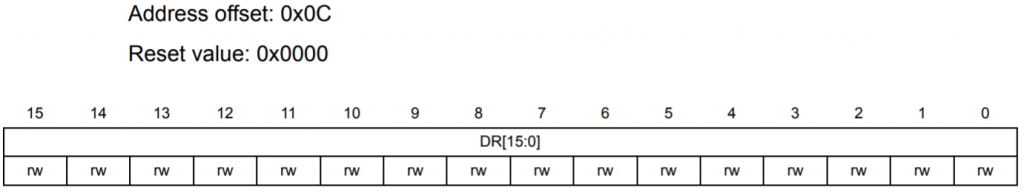 Address offset: 0x0C
Reset value: 0x0000
15 14 13 12 11 10 9 8 7 6 5 4 3 2 1 0
DR[15:0]
rw rw rw rw rw rw rw rw rw rw rw rw rw rw rw rw